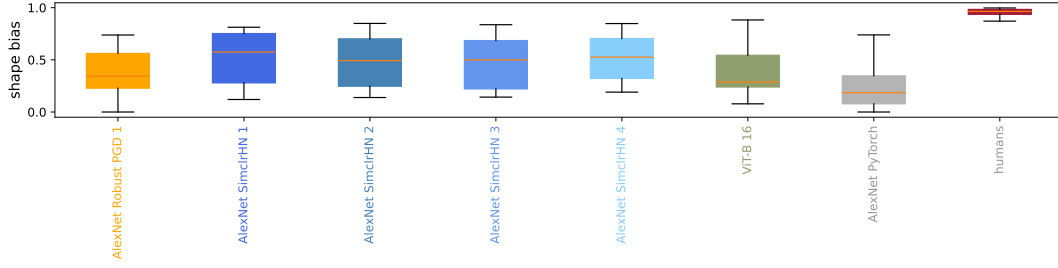 shape bias
1.0
0.5
0.0
AlexNet Robust PGD 1
AlexNet SimclrHN 1
AlexNet SimclrHN 2
AlexNet SimclrHN 3
AlexNet SimclrHN 4
ViT-B 16
AlexNet PyTorch
humans